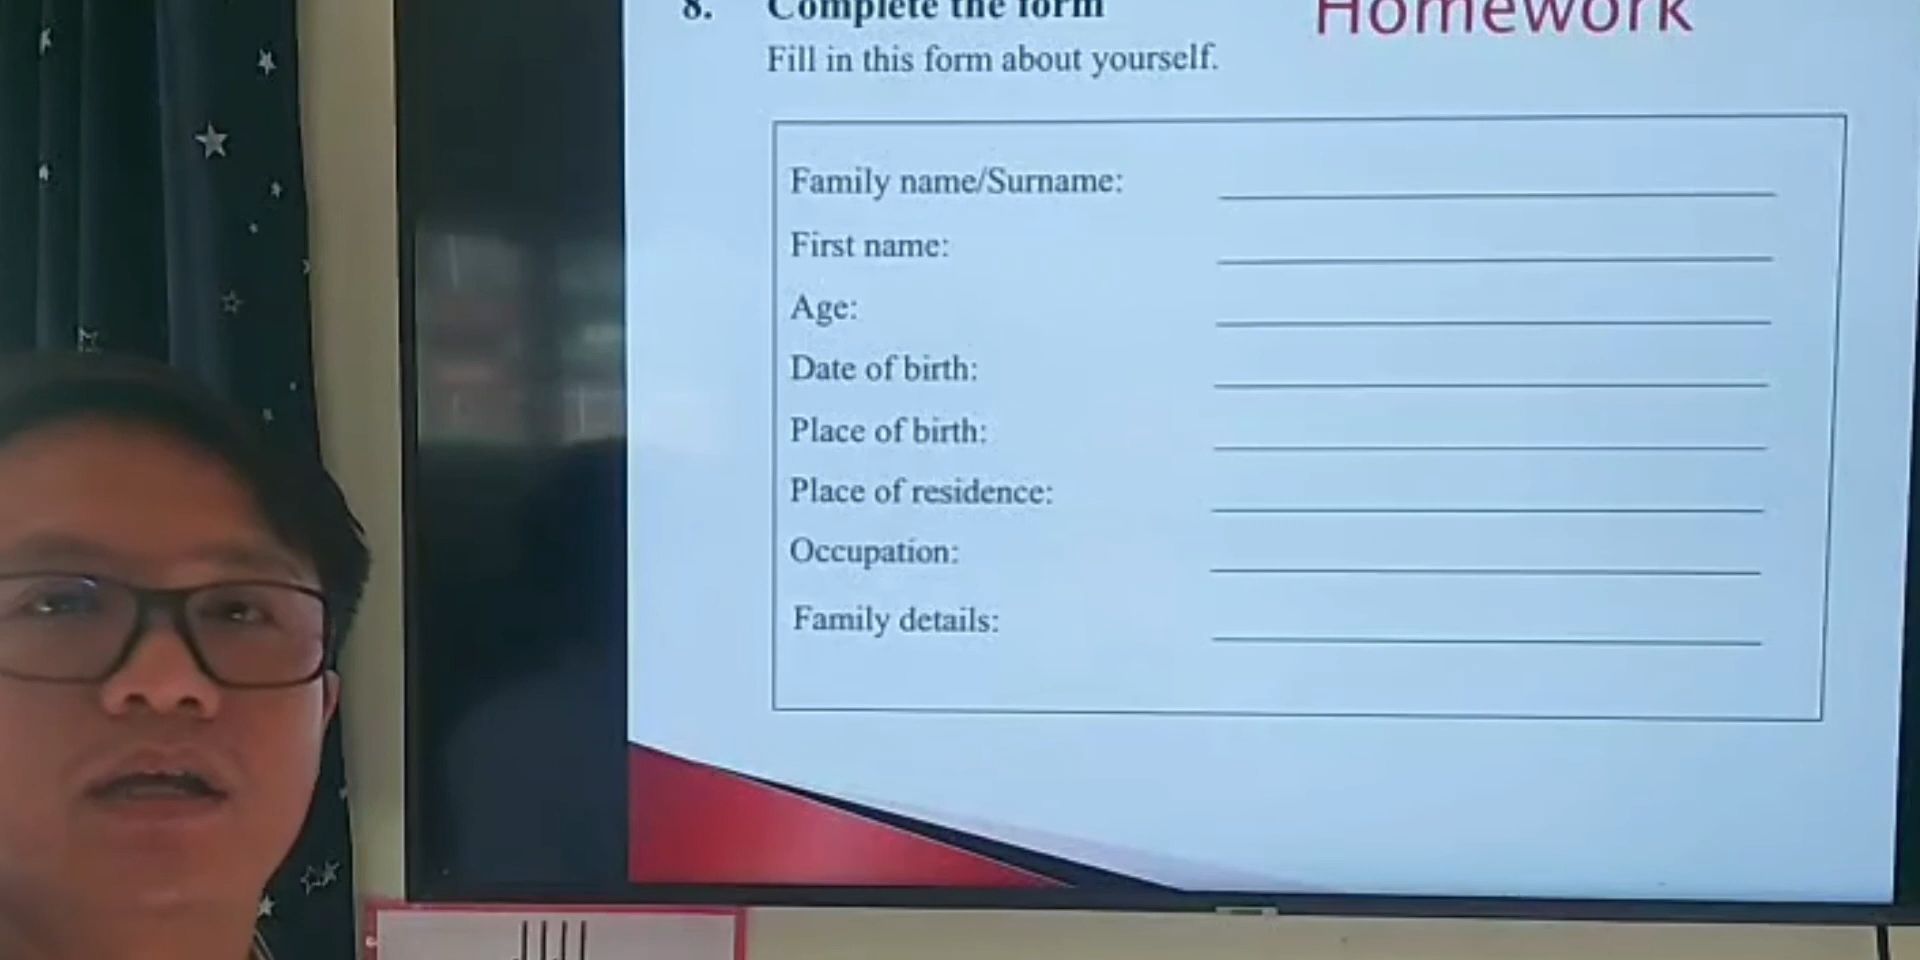 8. Complete the form
Homework
Fill in this form about yourself.
Family name/Surname:
First name:
Age:
Date of birth:
Place of birth:
Place of residence:
Occupation:
Family details: